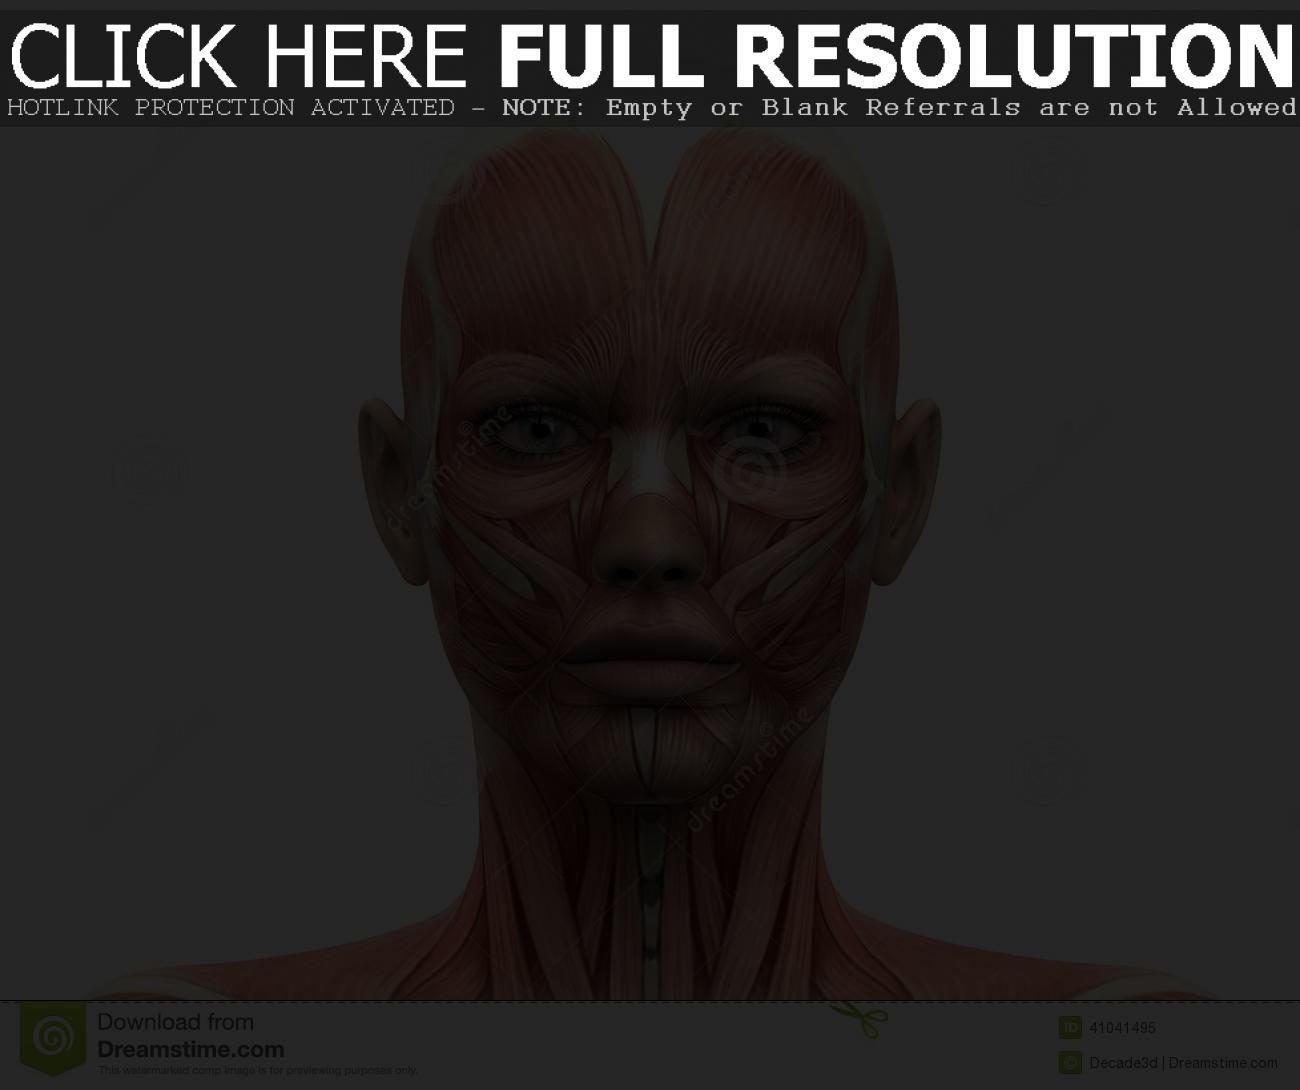 CLICK HERE FULL RESOLUTION
HOTLINK PROTECTION ACTIVATED - NOTE: Empty or Blank Referrals are not Allowed
dreamstime
dreamstime
dreamstime
Download from
Dreamstime.com
This watermarked comp image is for previewing purposes only.
ID 41041495
Decade3d | Dreamstime.com